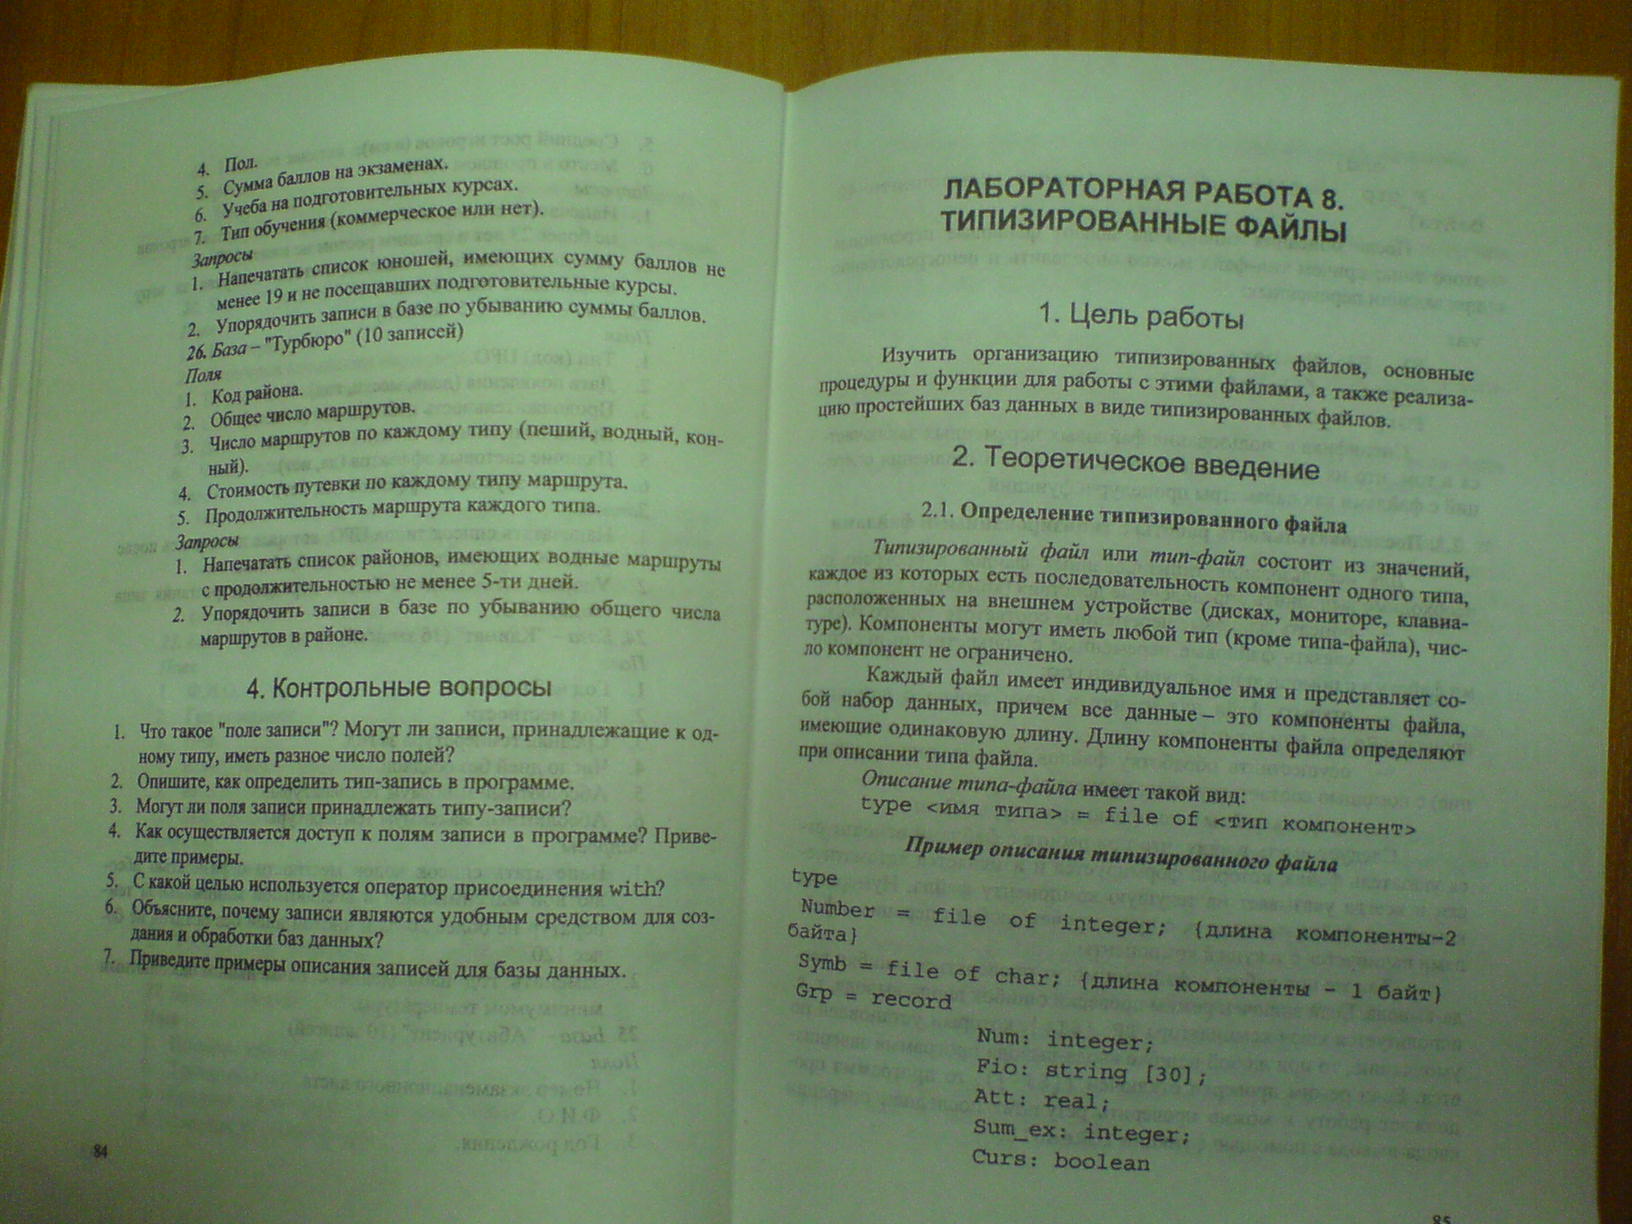 4. Пол.
5. Сумма баллов на экзаменах.
6. Учеба на подготовительных курсах.
7. Тип обучения (коммерческое или нет).
Запросы
1. Напечатать список юношей, имеющих сумму баллов не
менее 19 и не посещавших подготовительные курсы.
2. Упорядочить записи в базе по убыванию суммы баллов.
26. База – "Турбюро" (10 записей)
Поля
1. Код района.
2. Общее число маршрутов.
3. Число маршрутов по каждому типу (пеший, водный, кон-
ный).
4. Стоимость путевки по каждому типу маршрута.
5. Продолжительность маршрута каждого типа.
Запросы
1. Напечатать список районов, имеющих водные маршруты
с продолжительностью не менее 5-ти дней.
2. Упорядочить записи в базе по убыванию общего числа
маршрутов в районе.
4. Контрольные вопросы
1. Что такое "поле записи"? Могут ли записи, принадлежащие к од-
ному типу, иметь разное число полей?
2. Опишите, как определить тип-запись в программе.
3. Могут ли поля записи принадлежать типу-записи?
4. Как осуществляется доступ к полям записи в программе? Приве-
дите примеры.
5. С какой целью используется оператор присоединения with?
6. Объясните, почему записи являются удобным средством для соз-
дания и обработки баз данных?
7. Приведите примеры описания записей для базы данных.
84
ЛАБОРАТОРНАЯ РАБОТА 8.
ТИПИЗИРОВАННЫЕ ФАЙЛЫ
1. Цель работы
Изучить организацию типизированных файлов, основные
процедуры и функции для работы с этими файлами, а также реализа-
цию простейших баз данных в виде типизированных файлов.
2. Теоретическое введение
2.1. Определение типизированного файла
Типизированный файл или тип-файл состоит из значений,
каждое из которых есть последовательность компонент одного типа,
расположенных на внешнем устройстве (дисках, мониторе, клавиа-
туре). Компоненты могут иметь любой тип (кроме типа-файла), чис-
ло компонент не ограничено.
Каждый файл имеет индивидуальное имя и представляет со-
бой набор данных, причем все данные – это компоненты файла,
имеющие одинаковую длину. Длину компоненты файла определяют
при описании типа файла.
Описание типа-файла имеет такой вид:
type <имя типа> = file of <тип компонент>
Пример описания типизированного файла
type
Number = file of integer; {длина компоненты-2
байта}
Symb = file of char; {длина компоненты - 1 байт}
Grp = record
Num: integer;
Fio: string [30];
Att: real;
Sum_ex: integer;
Curs: boolean
85